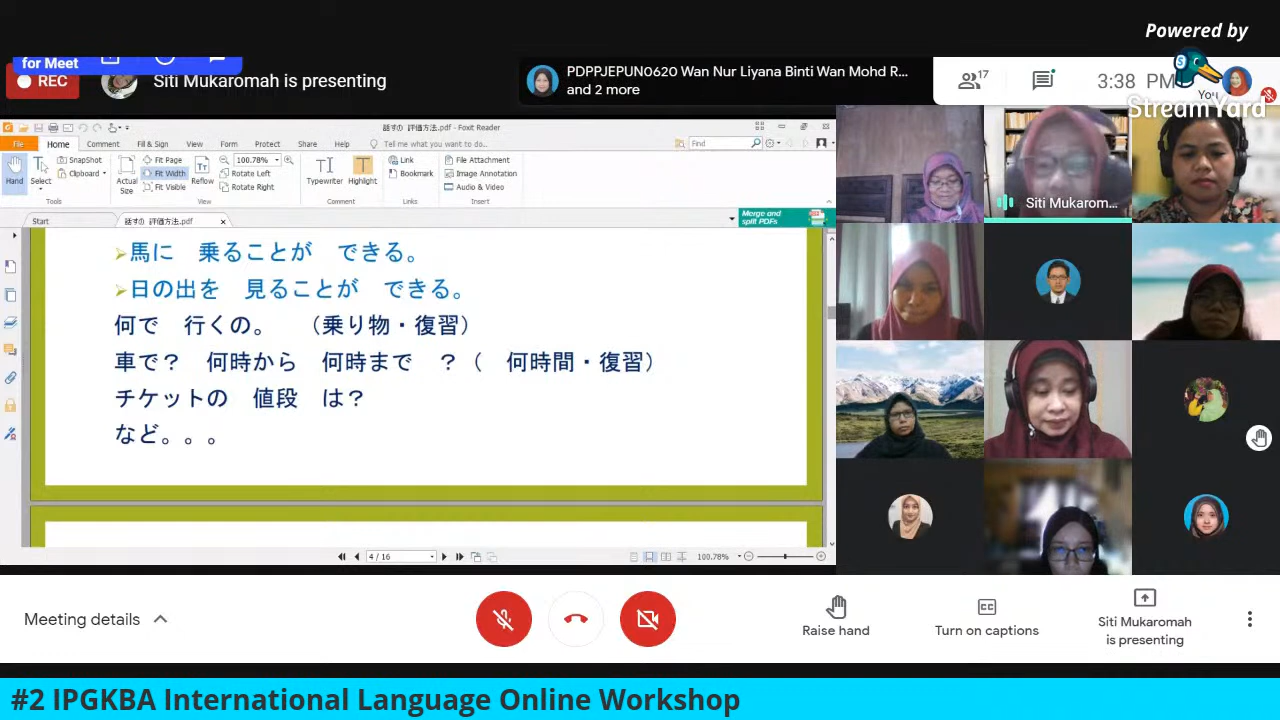 Powered by
StreamYard
for Meet
REC
Siti Mukaromah is presenting
PDPPJEPUN0620 Wan Nur Liyana Binti Wan Mohd R...
and 2 more
17
3:38 PM
You
話すの 評価方法.pdf - Foxit Reader
File Home Comment Fill & Sign View Form Protect Share Help Tell me what you want to do... Find
Hand
Select
SnapShot
Clipboard
Actual Size
Fit Page
Fit Width
Fit Visible
Reflow
100.78%
Rotate Left
Rotate Right
Typewriter
Highlight
Link
Bookmark
File Attachment
Image Annotation
Audio & Video
Tools View Comment Links Insert
Start
話すの 評価方法.pdf
Merge and split PDFs
馬に 乗ることが できる。
日の出を 見ることが できる。
何で 行くの。 (乗り物・復習)
車で? 何時から 何時まで ?( 何時間・復習)
チケットの 値段 は?
など。。。
4 / 16
100.78%
Siti Mukarom...
Meeting details
Raise hand
Turn on captions
Siti Mukaromah is presenting
#2 IPGKBA International Language Online Workshop